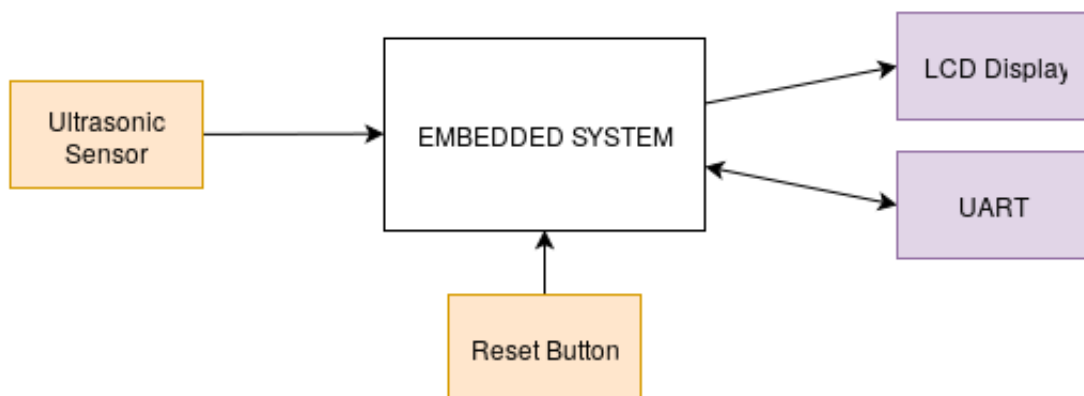 LCD Display
Ultrasonic
Sensor
EMBEDDED SYSTEM
UART
Reset Button